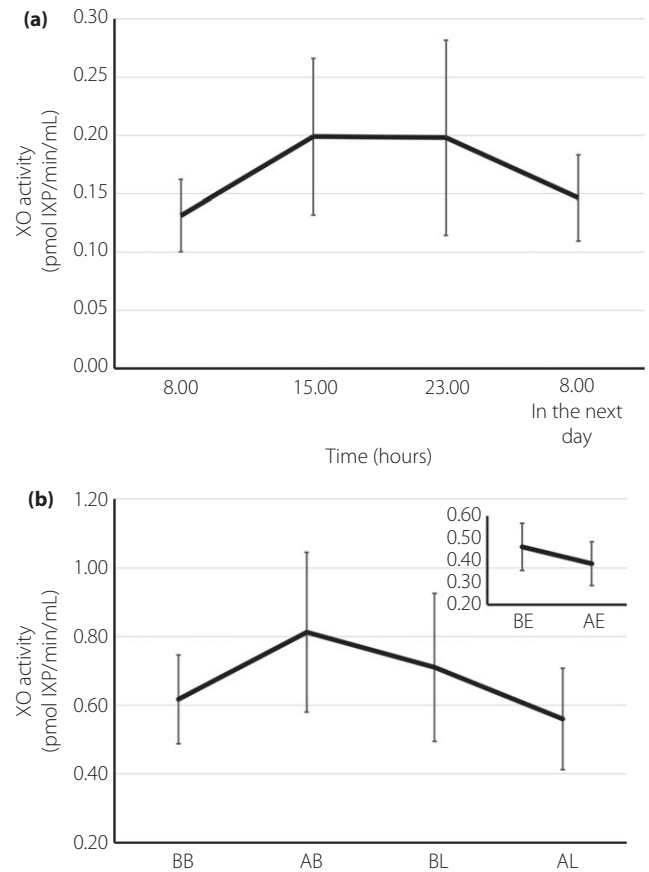 (a)
XO activity
(pmol IXP/min/mL)
0.30
0.25
0.20
0.15
0.10
0.05
0.00
8.00 15.00 23.00 8.00
In the next
day
Time (hours)
(b)
XO activity
(pmol IXP/min/mL)
1.20
1.00
0.80
0.60
0.40
0.20
BB AB BL AL
0.60
0.50
0.40
0.30
0.20
BE AE